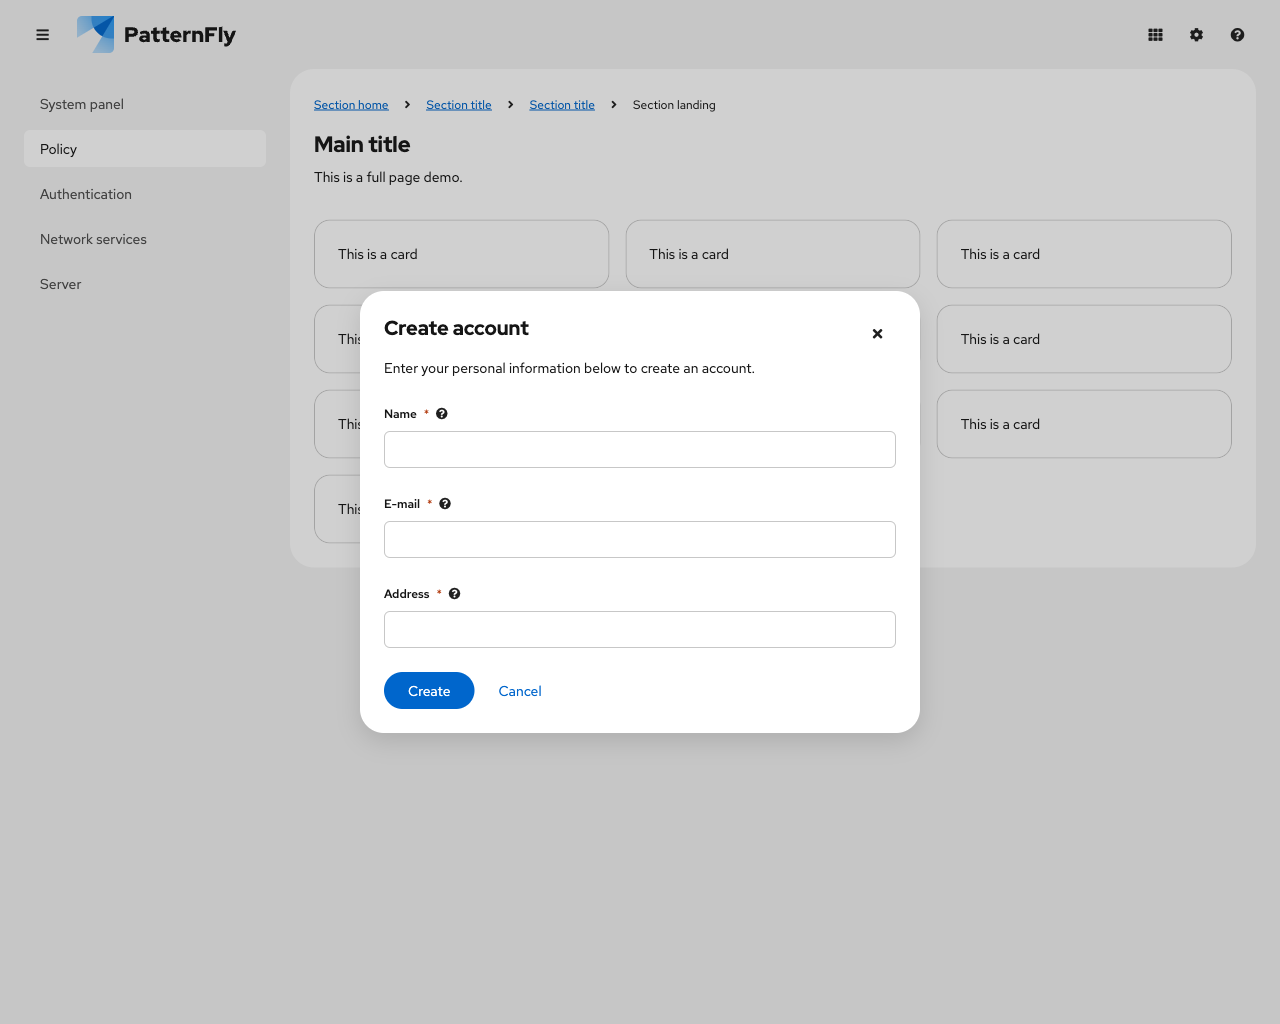 PatternFly
System panel
Policy
Authentication
Network services
Server
Section home Section title Section title Section landing
Main title
This is a full page demo.
This is a card This is a card This is a card
This This is a card
This This is a card
This
Create account
Enter your personal information below to create an account.
Name *
E-mail *
Address *
Create Cancel